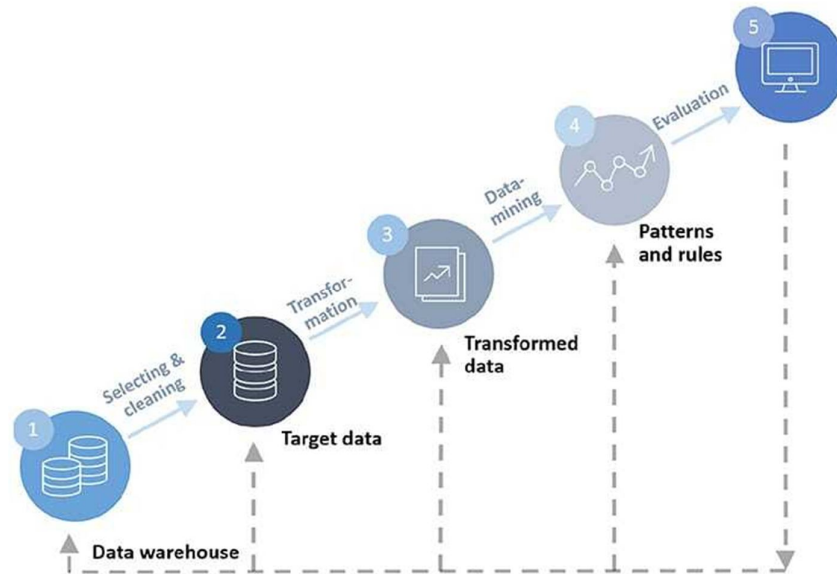 5
Evaluation
4
Data-
mining
Patterns
and rules
3
Transfor-
mation
Transformed
data
2
Selecting &
cleaning
Target data
1
Data warehouse